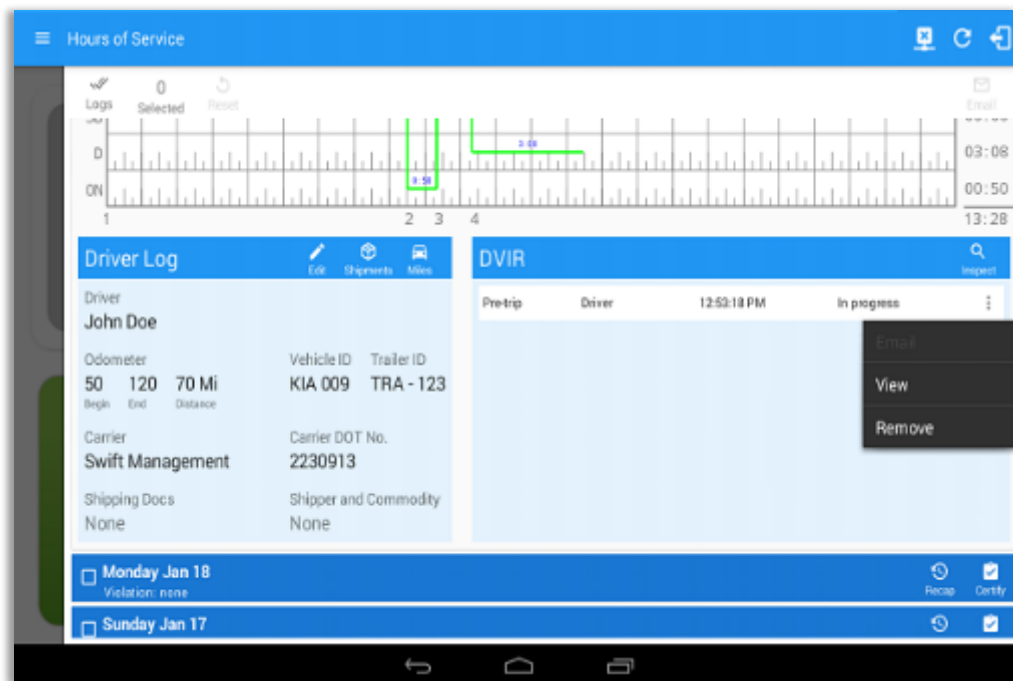 Hours of Service
Logs
0
Selected
Reset
Email
D
3:08
03:08
ON
0:50
00:50
1 2 3 4
13:28
Driver Log
Edit Shipments Miles
DVIR
Inspect
Driver
John Doe
Pre-trip Driver 12:53:18 PM In progress
Email
View
Remove
Odometer Vehicle ID Trailer ID
50 120 70 Mi KIA 009 TRA - 123
Begin End Distance
Carrier Carrier DOT No.
Swift Management 2230913
Shipping Docs Shipper and Commodity
None None
Monday Jan 18
Violation: none
Recap Certify
Sunday Jan 17